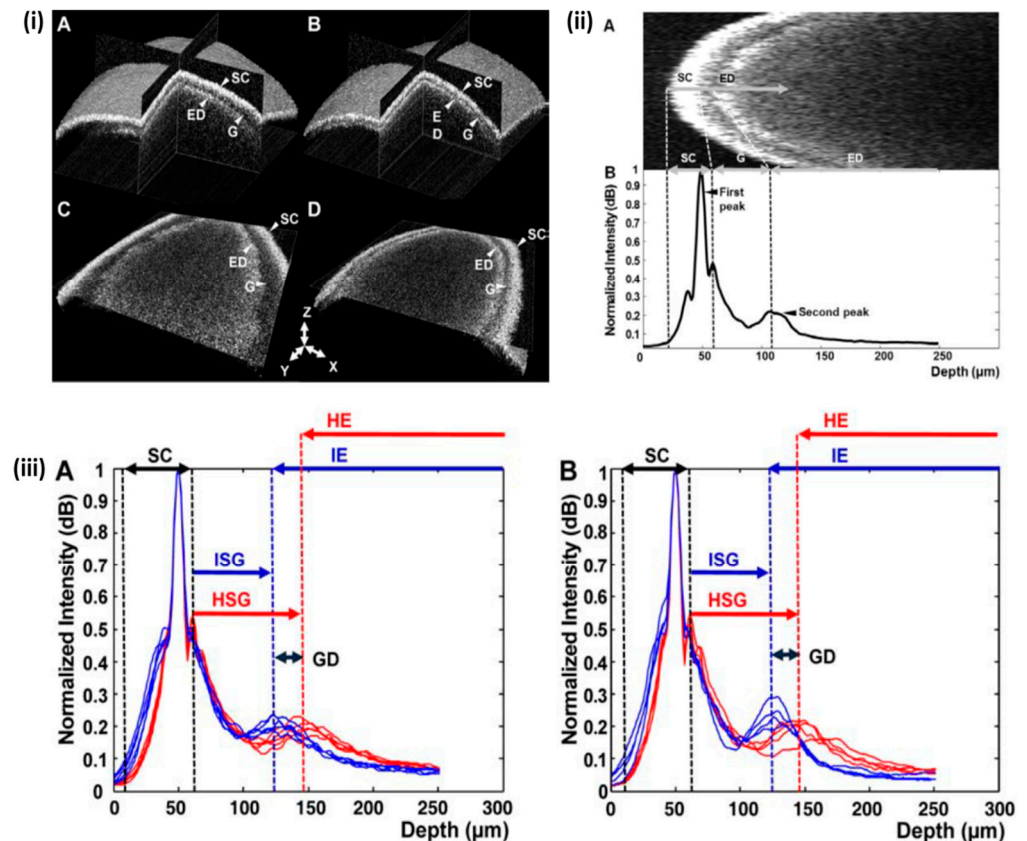 (i)
A
SC
ED
G
B
SC
E
D
G
C
SC
ED
G
D
SC
ED
G
Z
Y
X
(ii)
A
SC
ED
SC
G
ED
B
1
0.9
0.8
0.7
0.6
0.5
0.4
0.3
0.2
0.1
Normalized Intensity (dB)
First
peak
Second peak
0
50
100
150
200
250
Depth (µm)
(iii)
A
HE
SC
IE
1
0.9
0.8
0.7
0.6
0.5
0.4
0.3
0.2
0.1
0
Normalized Intensity (dB)
ISG
HSG
GD
0 50 100 150 200 250 300
Depth (µm)
B
HE
SC
IE
1
0.9
0.8
0.7
0.6
0.5
0.4
0.3
0.2
0.1
0
Normalized Intensity (dB)
ISG
HSG
GD
0 50 100 150 200 250 300
Depth (µm)